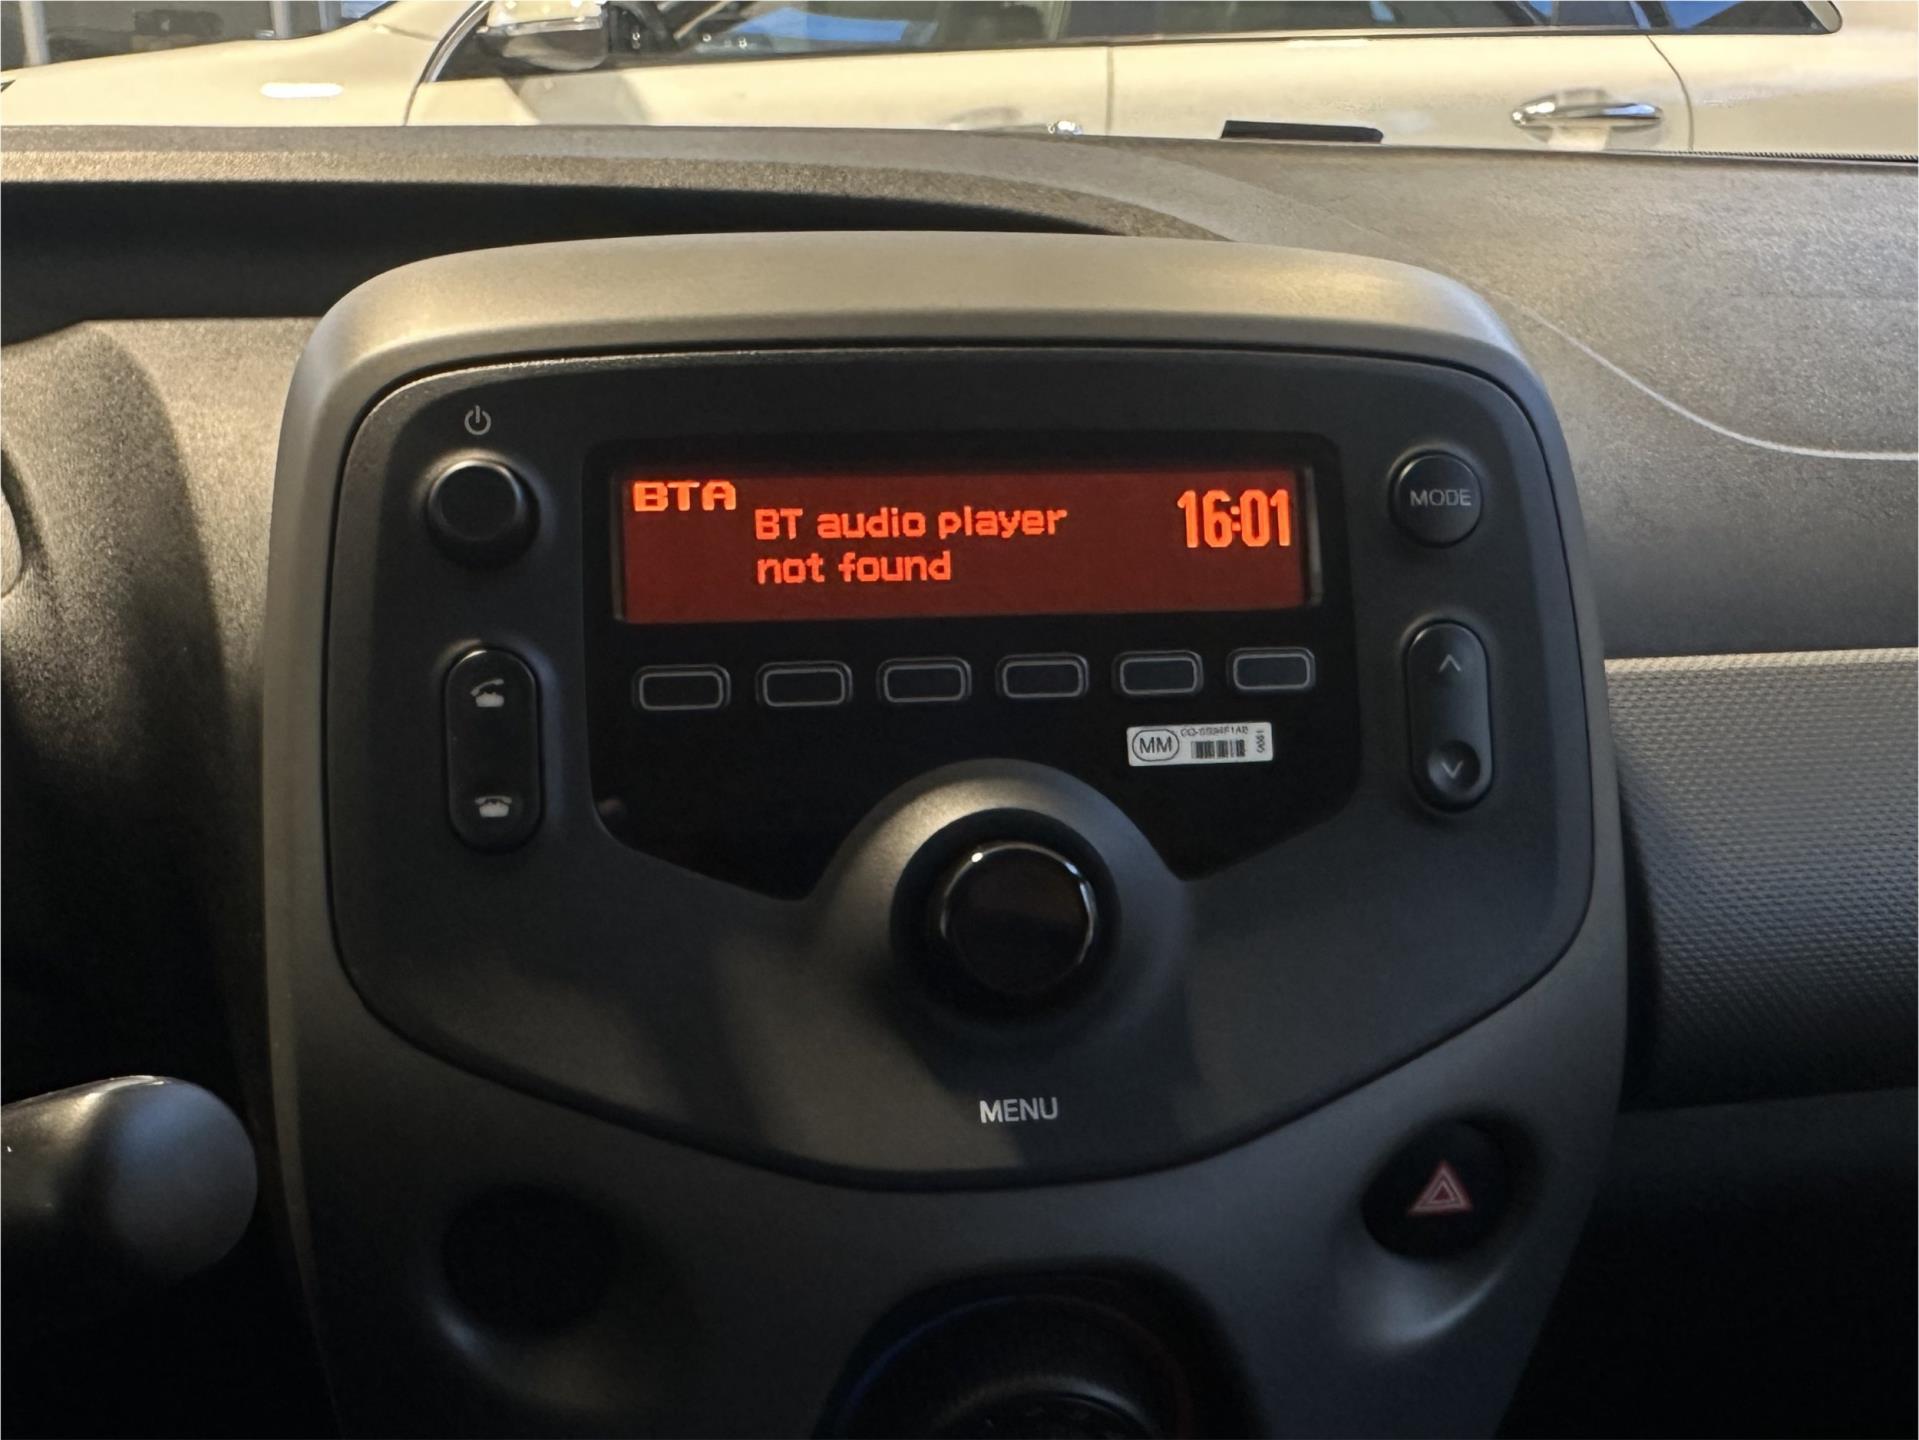 BTA
BT audio player
not found
16:01
MODE
MM
MENU